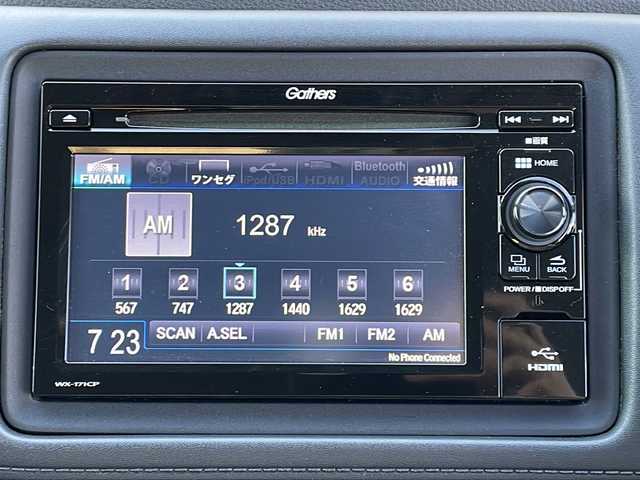 Gathers
画質
FM/AM CD ワンセグ iPod/USB HDMI Bluetooth AUDIO 交通情報
HOME
AM 1287 kHz
1 2 3 4 5 6
567 747 1287 1440 1629 1629
MENU BACK
POWER/DISP OFF
7 23 SCAN A.SEL FM1 FM2 AM
No Phone Connected
WX-171CP
HDMI